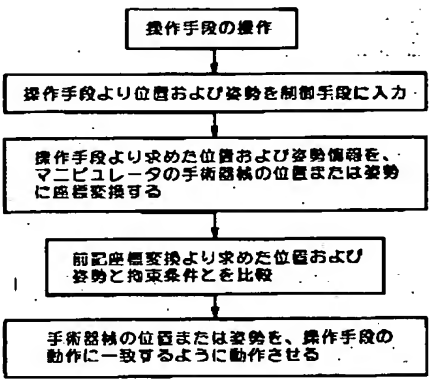 操作手段の操作
操作手段より位置および姿勢を制御手段に入力
操作手段より求めた位置および姿勢情報を、
マニピュレータの手術器械の位置または姿勢
に座標変換する
前記座標変換より求めた位置および
姿勢と拘束条件とを比較
手術器械の位置または姿勢を、操作手段の
動作に一致するように動作させる